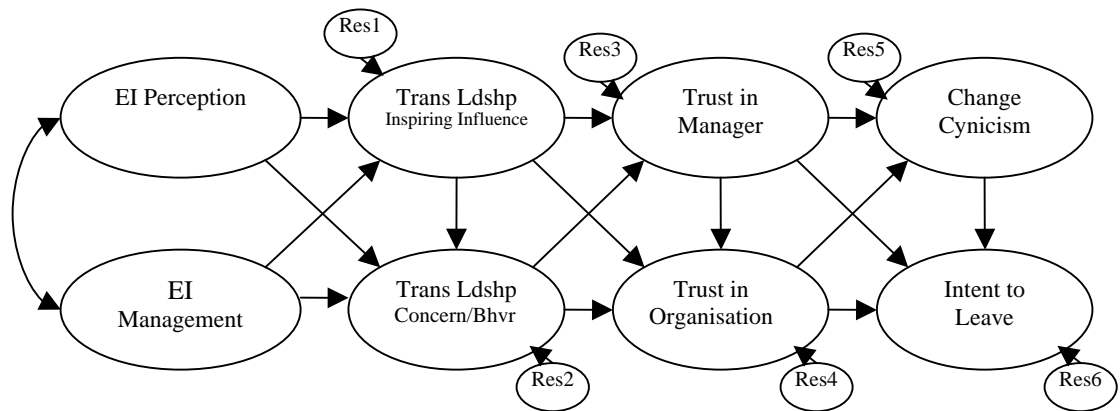 Res1
Res3
Res5
EI Perception
Trans Ldshp
Inspiring Influence
Trust in
Manager
Change
Cynicism
EI
Management
Trans Ldshp
Concern/Bhvr
Trust in
Organisation
Intent to
Leave
Res2
Res4
Res6